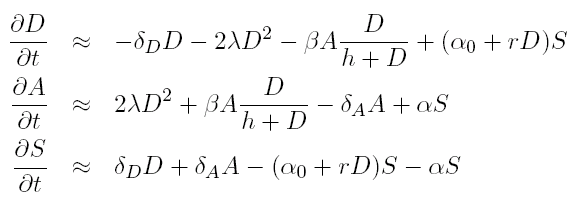 ∂D/∂t ≈ −δ_D D − 2λD² − βA D/(h + D) + (α₀ + rD)S
∂A/∂t ≈ 2λD² + βA D/(h + D) − δ_A A + αS
∂S/∂t ≈ δ_D D + δ_A A − (α₀ + rD)S − αS